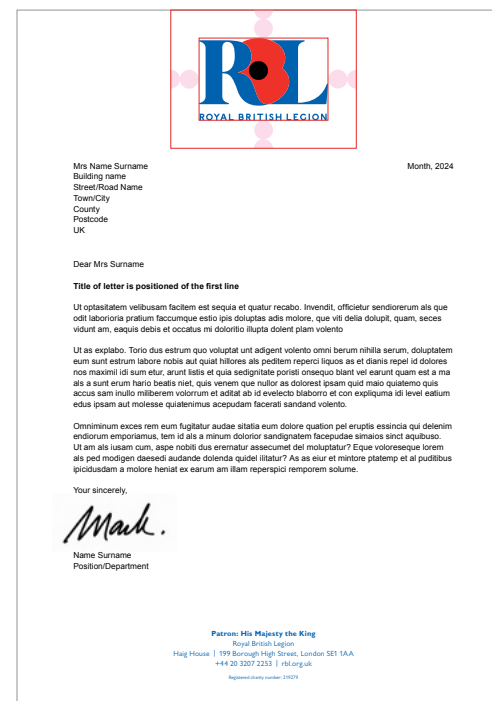 RBL
ROYAL BRITISH LEGION
Mrs Name Surname
Month, 2024
Building name
Street/Road Name
Town/City
County
Postcode
UK
Dear Mrs Surname
Title of letter is positioned of the first line
Ut optasitatem velibusam facitem est sequia et quatur recabo. Invendit, officietur sendiorerum als que
odit laborioria pratium faccumque estio ipis doluptas adis molore, que viti delia dolupit, quam, seces
vidunt am, eaquis debis et occatus mi doloritio illupta dolent plam volento
Ut as explabo. Torio dus estrum quo voluptat unt adigent volento omni berum nihilla serum, doluptatem
eum sunt estrum labore nobis aut quiat hillores als peditem reperci liquos as et dianis repel id dolores
nos maximil idi sum etur, arunt listis et quia sedignitate poristi onsequo blant vel earunt quam est a ma
als a sunt erum hario beatis niet, quis venem que nullor as dolorest ipsam quid maio quiatemo quis
accus sam inullo miliberem volorrum et aditat ab id evelecto blaborro et con expliquma idi level eatium
edus ipsam aut molesse quiatenimus acepudam facerati sandand volento.
Omniminum exces rem eum fugitatur audae sitatia eum dolore quation pel eruptis essincia qui delenim
endiorum emporiamus, tem id als a minum dolorior sandignatem facepudae simaios sinct aquibuso.
Ut am als iusam cum, aspe nobiti dus erernatur assecumet del moluptatur? Eque voloreseque lorem
als ped modigen daesedi audande dolenda quidel ilitatur? As as eiur et mintore ptatemp et al puditibus
ipicidusdam a molore heniat ex earum am illam reperspici remporem solume.
Your sincerely,
Mark.
Name Surname
Position/Department
Patron: His Majesty the King
Royal British Legion
Haig House | 199 Borough High Street, London SE1 1AA
+44 20 3207 2253 | rbl.org.uk
Registered charity number: 219279